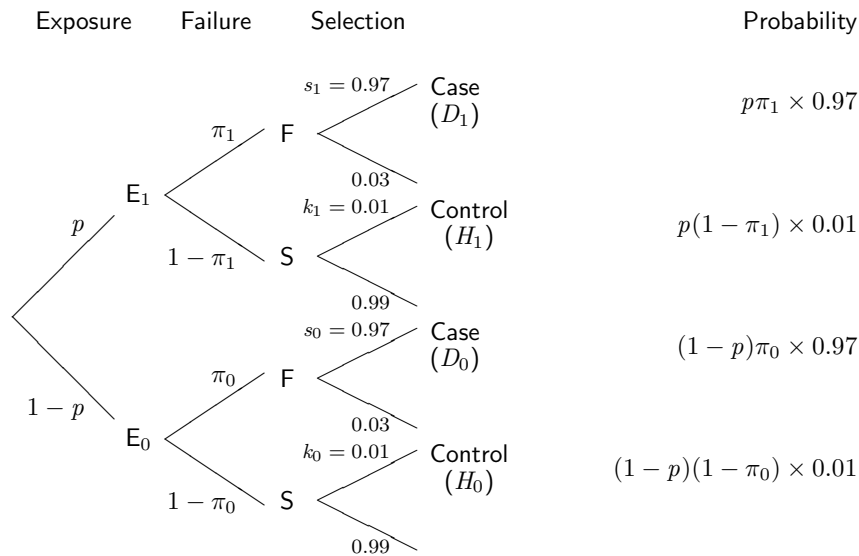 Exposure Failure Selection Probability
s₁ = 0.97 Case
(D₁) pπ₁ × 0.97
π₁ F
0.03
E₁
k₁ = 0.01 Control
(H₁) p(1 − π₁) × 0.01
p
1 − π₁ S
0.99
s₀ = 0.97 Case
(D₀) (1 − p)π₀ × 0.97
π₀ F
1 − p
0.03
E₀
k₀ = 0.01 Control
(H₀) (1 − p)(1 − π₀) × 0.01
1 − π₀ S
0.99